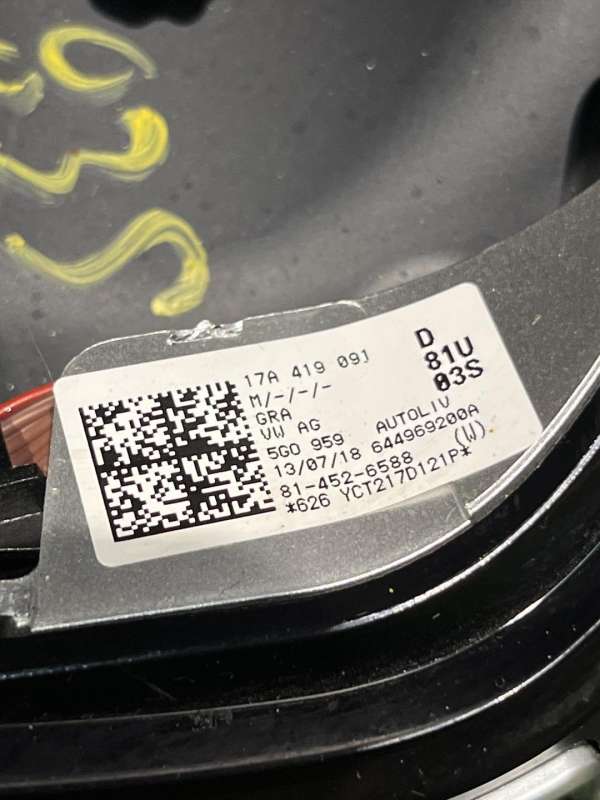 035
17A 419 091
M/-/-/-
GRA
VW AG
5G0 959 AUTOLIV
13/07/18 644969200A
81-452-6588 (W)
*626 YCT217D121P*
D
81U
03S